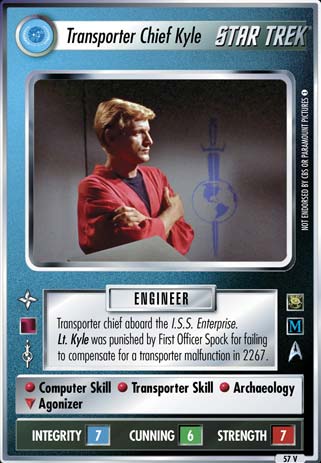 Transporter Chief Kyle STAR TREK
NOT ENDORSED BY CBS OR PARAMOUNT PICTURES
ENGINEER
M
Transporter chief aboard the I.S.S. Enterprise.
Lt. Kyle was punished by First Officer Spock for failing
to compensate for a transporter malfunction in 2267.
Computer Skill Transporter Skill Archaeology
Agonizer
INTEGRITY 7 CUNNING 6 STRENGTH 7
57 V